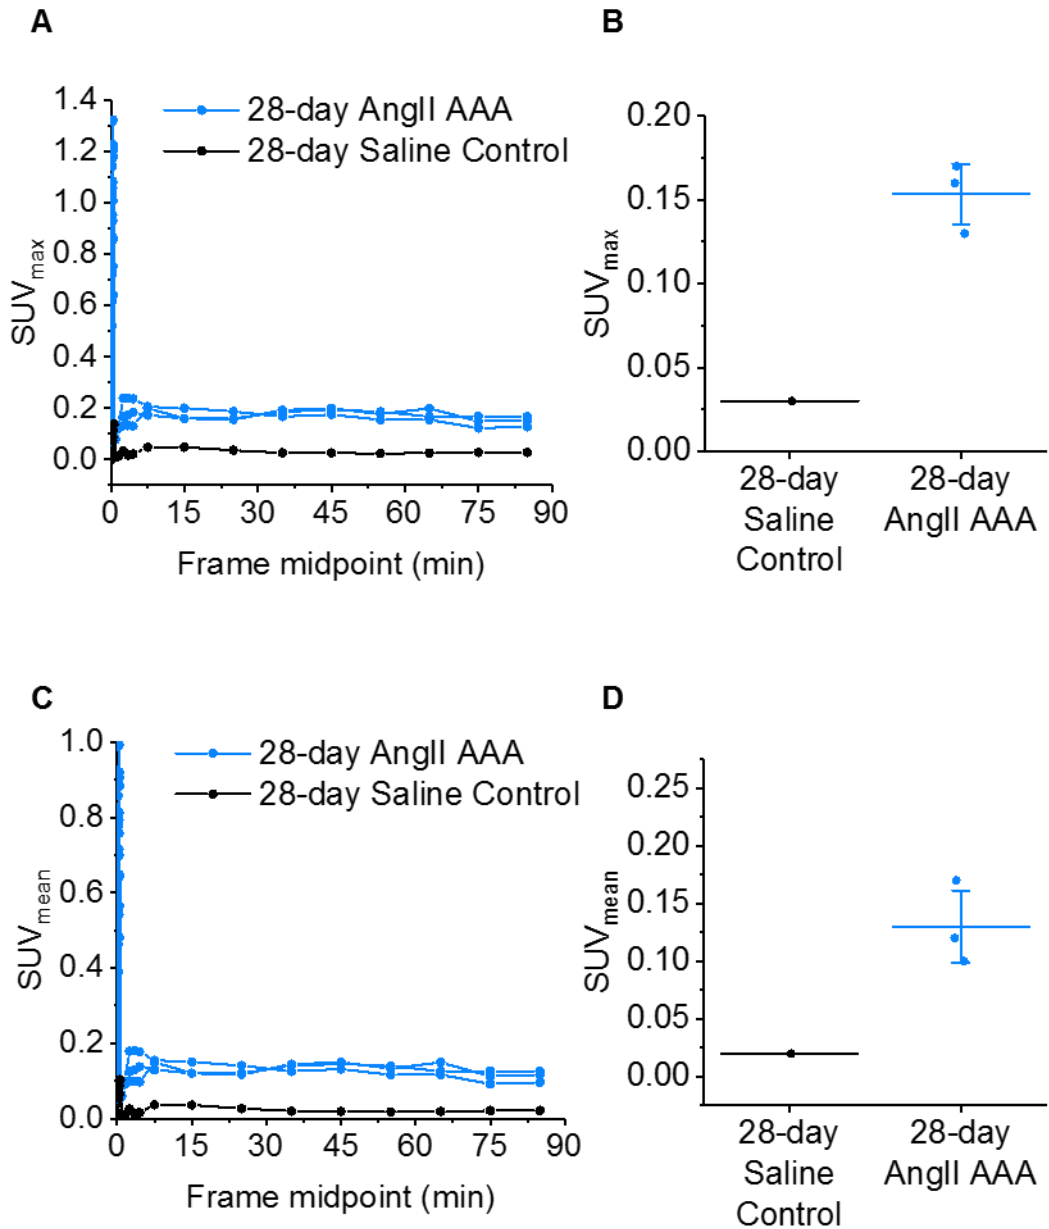 A
B
28-day AngII AAA
28-day Saline Control
1.4
1.2
1.0
0.8
0.6
0.4
0.2
0.0
SUVmax
0 15 30 45 60 75 90
Frame midpoint (min)
0.20
0.15
0.10
0.05
0.00
SUVmax
28-day
Saline
Control
28-day
AngII AAA
C
D
28-day AngII AAA
28-day Saline Control
1.0
0.8
0.6
0.4
0.2
0.0
SUVmean
0 15 30 45 60 75 90
Frame midpoint (min)
0.25
0.20
0.15
0.10
0.05
0.00
SUVmean
28-day
Saline
Control
28-day
AngII AAA